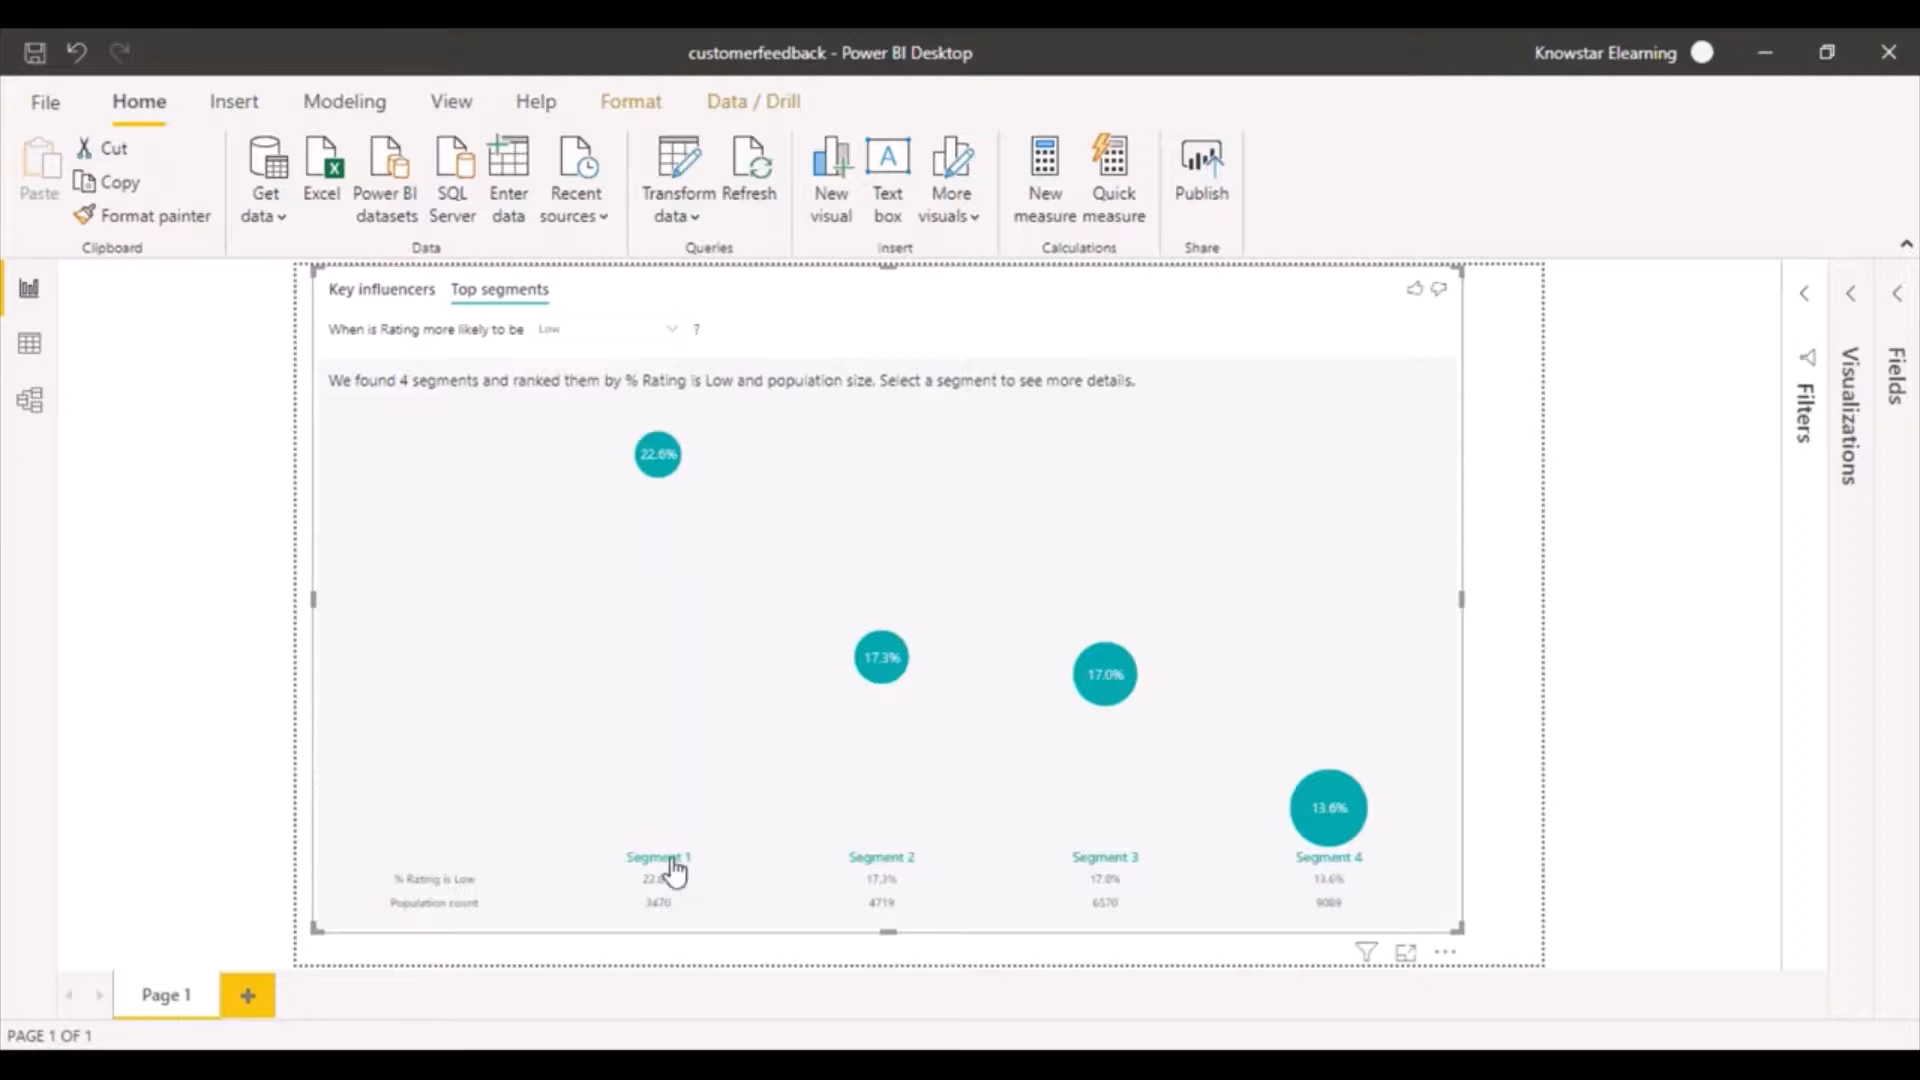 customerfeedback - Power BI Desktop
Knowstar Elearning
File Home Insert Modeling View Help Format Data / Drill
Paste
Cut
Copy
Format painter
Clipboard
Get data
Excel
Power BI datasets
SQL Server
Enter data
Recent sources
Data
Transform data
Refresh
Queries
New visual
Text box
More visuals
Insert
New measure
Quick measure
Calculations
Publish
Share
Key influencers Top segments
When is Rating more likely to be Low ?
We found 4 segments and ranked them by % Rating is Low and population size. Select a segment to see more details.
22.6%
17.3%
17.0%
13.6%
Segment 1 Segment 2 Segment 3 Segment 4
% Rating is Low 17.3% 17.0% 13.6%
Population count 3470 4719 6570 9089
Filters
Visualizations
Fields
Page 1
PAGE 1 OF 1